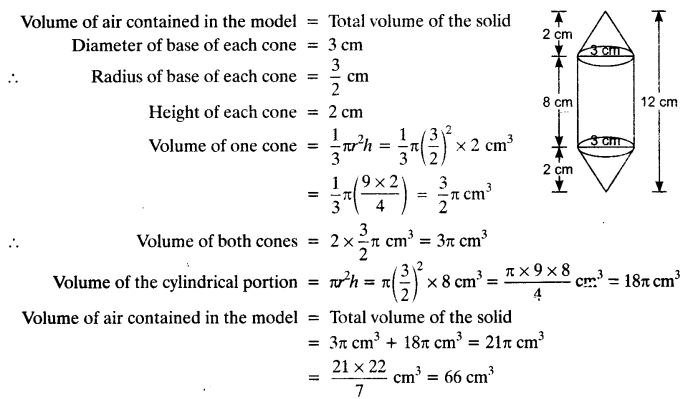 Volume of air contained in the model = Total volume of the solid
Diameter of base of each cone = 3 cm
∴ Radius of base of each cone = 3/2 cm
Height of each cone = 2 cm
Volume of one cone = 1/3 πr²h = 1/3 π(3/2)² × 2 cm³
= 1/3 π((9 × 2)/4) = 3/2 π cm³
∴ Volume of both cones = 2 × 3/2 π cm³ = 3π cm³
Volume of the cylindrical portion = πr²h = π(3/2)² × 8 cm³ = (π × 9 × 8)/4 cm³ = 18π cm³
Volume of air contained in the model = Total volume of the solid
= 3π cm³ + 18π cm³ = 21π cm³
= (21 × 22)/7 cm³ = 66 cm³
2 cm
3 cm
8 cm
12 cm
3 cm
2 cm